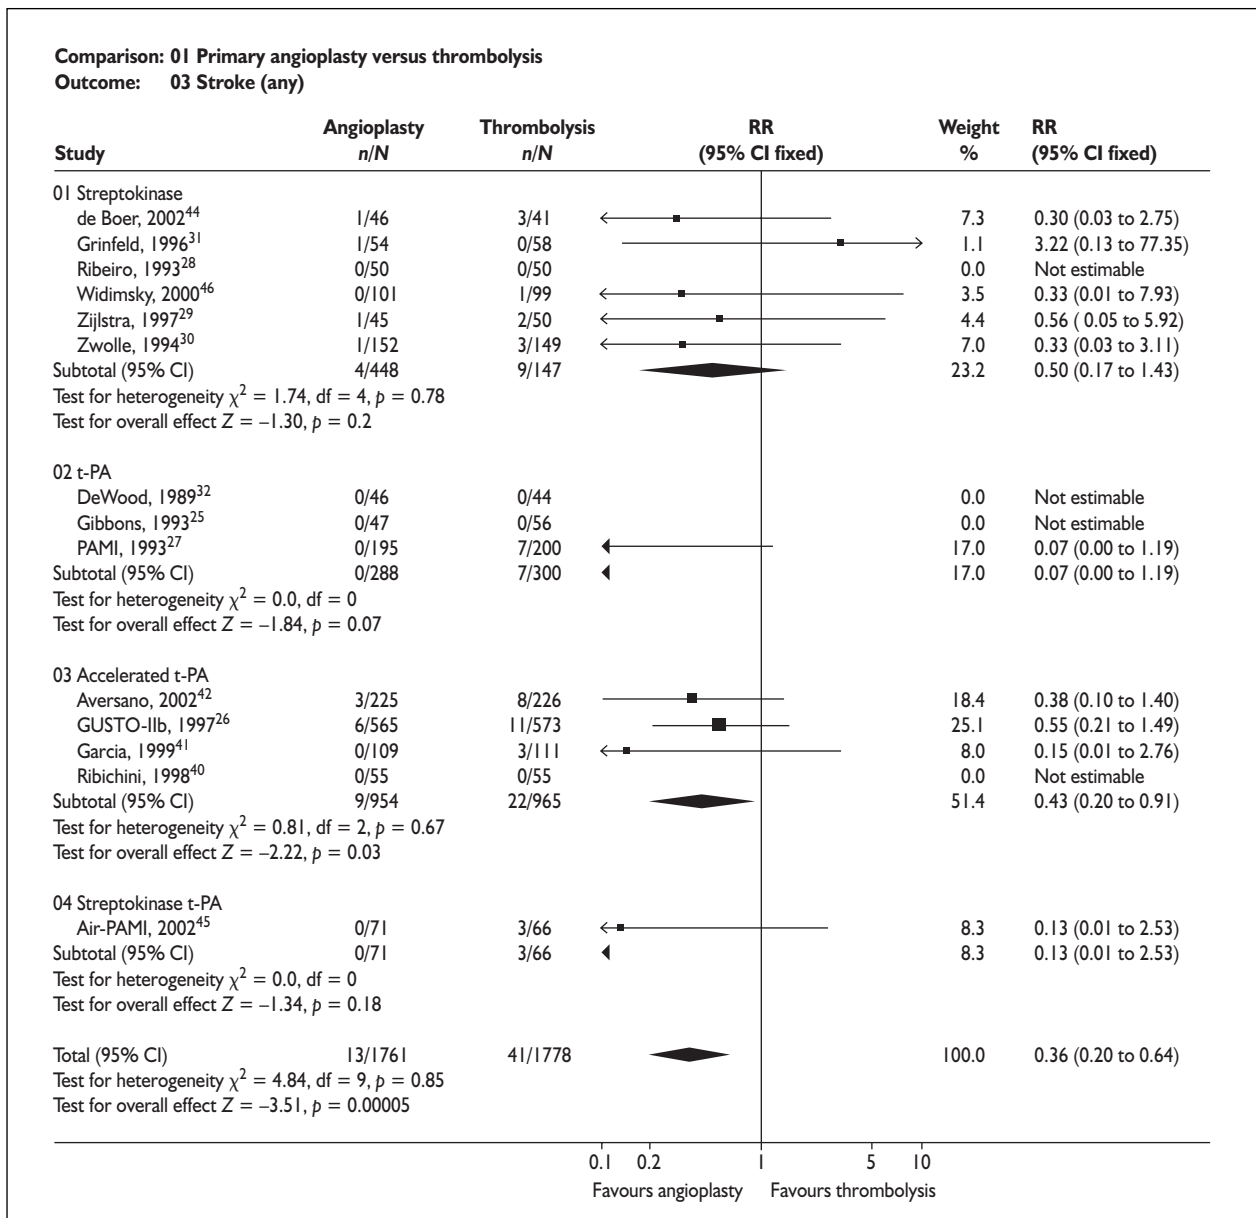 Comparison: 01 Primary angioplasty versus thrombolysis
Outcome: 03 Stroke (any)
Angioplasty Thrombolysis RR Weight RR
Study n/N n/N (95% CI fixed) % (95% CI fixed)
01 Streptokinase
de Boer, 2002⁴⁴ 1/46 3/41 7.3 0.30 (0.03 to 2.75)
Grinfeld, 1996³¹ 1/54 0/58 1.1 3.22 (0.13 to 77.35)
Ribeiro, 1993²⁸ 0/50 0/50 0.0 Not estimable
Widimsky, 2000⁴⁶ 0/101 1/99 3.5 0.33 (0.01 to 7.93)
Zijlstra, 1997²⁹ 1/45 2/50 4.4 0.56 ( 0.05 to 5.92)
Zwolle, 1994³⁰ 1/152 3/149 7.0 0.33 (0.03 to 3.11)
Subtotal (95% CI) 4/448 9/147 23.2 0.50 (0.17 to 1.43)
Test for heterogeneity χ² = 1.74, df = 4, p = 0.78
Test for overall effect Z = –1.30, p = 0.2
02 t-PA
DeWood, 1989³² 0/46 0/44 0.0 Not estimable
Gibbons, 1993²⁵ 0/47 0/56 0.0 Not estimable
PAMI, 1993²⁷ 0/195 7/200 17.0 0.07 (0.00 to 1.19)
Subtotal (95% CI) 0/288 7/300 17.0 0.07 (0.00 to 1.19)
Test for heterogeneity χ² = 0.0, df = 0
Test for overall effect Z = –1.84, p = 0.07
03 Accelerated t-PA
Aversano, 2002⁴² 3/225 8/226 18.4 0.38 (0.10 to 1.40)
GUSTO-IIb, 1997²⁶ 6/565 11/573 25.1 0.55 (0.21 to 1.49)
Garcia, 1999⁴¹ 0/109 3/111 8.0 0.15 (0.01 to 2.76)
Ribichini, 1998⁴⁰ 0/55 0/55 0.0 Not estimable
Subtotal (95% CI) 9/954 22/965 51.4 0.43 (0.20 to 0.91)
Test for heterogeneity χ² = 0.81, df = 2, p = 0.67
Test for overall effect Z = –2.22, p = 0.03
04 Streptokinase t-PA
Air-PAMI, 2002⁴⁵ 0/71 3/66 8.3 0.13 (0.01 to 2.53)
Subtotal (95% CI) 0/71 3/66 8.3 0.13 (0.01 to 2.53)
Test for heterogeneity χ² = 0.0, df = 0
Test for overall effect Z = –1.34, p = 0.18
Total (95% CI) 13/1761 41/1778 100.0 0.36 (0.20 to 0.64)
Test for heterogeneity χ² = 4.84, df = 9, p = 0.85
Test for overall effect Z = –3.51, p = 0.00005
0.1 0.2 1 5 10
Favours angioplasty Favours thrombolysis